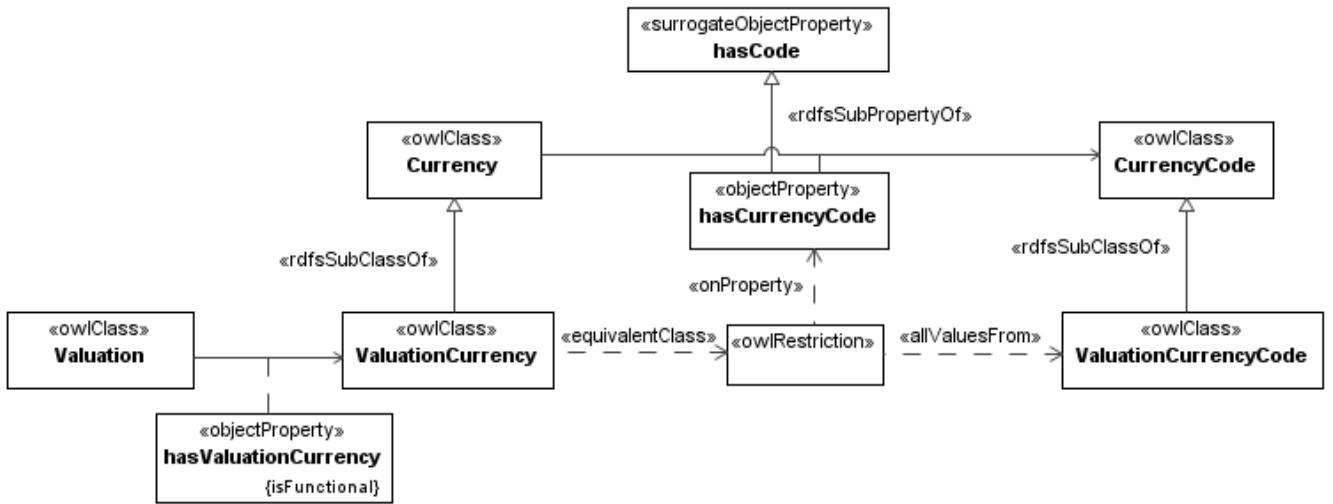 «surrogateObjectProperty»
hasCode
«rdfsSubPropertyOf»
«owlClass»
Currency
«owlClass»
CurrencyCode
«objectProperty»
hasCurrencyCode
«rdfsSubClassOf»
«rdfsSubClassOf»
«onProperty»
«owlClass»
Valuation
«owlClass»
ValuationCurrency
«equivalentClass»
«owlRestriction»
«allValuesFrom»
«owlClass»
ValuationCurrencyCode
«objectProperty»
hasValuationCurrency
{isFunctional}